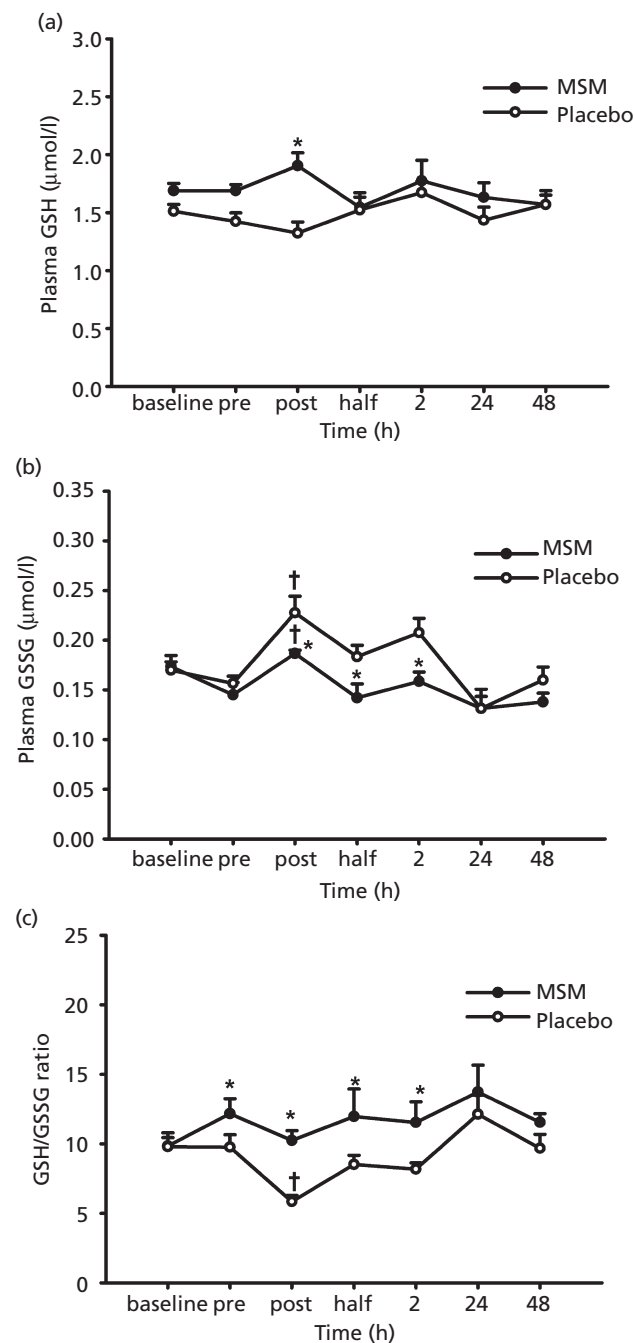 (a)
3.0
2.5
2.0
1.5
1.0
0.5
0.0
Plasma GSH (µmol/l)
MSM
Placebo
*
baseline pre post half 2 24 48
Time (h)
(b)
0.35
0.30
0.25
0.20
0.15
0.10
0.05
0.00
Plasma GSSG (µmol/l)
MSM
Placebo
†
† *
* *
baseline pre post half 2 24 48
Time (h)
(c)
25
20
15
10
5
0
GSH/GSSG ratio
MSM
Placebo
* * * *
†
baseline pre post half 2 24 48
Time (h)